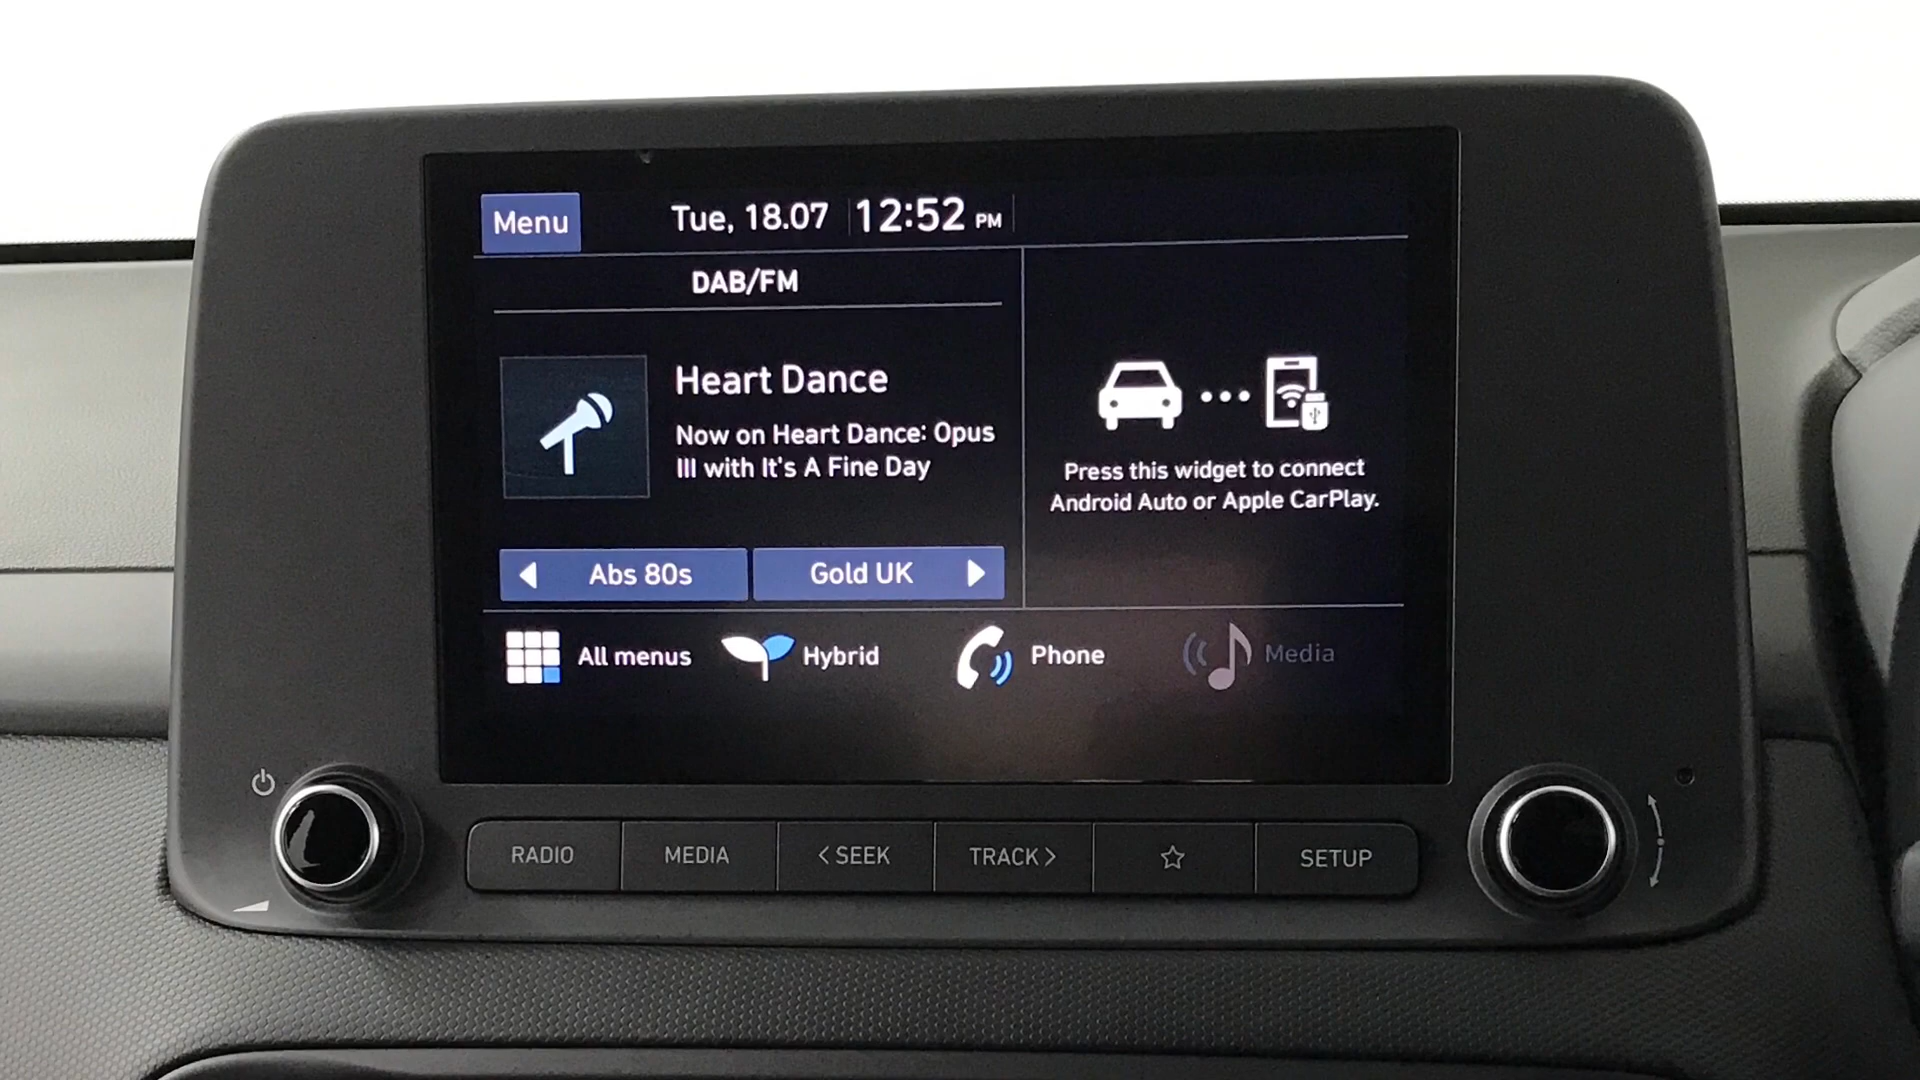 Menu
Tue, 18.07
12:52 PM
DAB/FM
Heart Dance
Now on Heart Dance: Opus
III with It's A Fine Day
Abs 80s
Gold UK
Press this widget to connect
Android Auto or Apple CarPlay.
All menus
Hybrid
Phone
Media
RADIO
MEDIA
< SEEK
TRACK >
SETUP